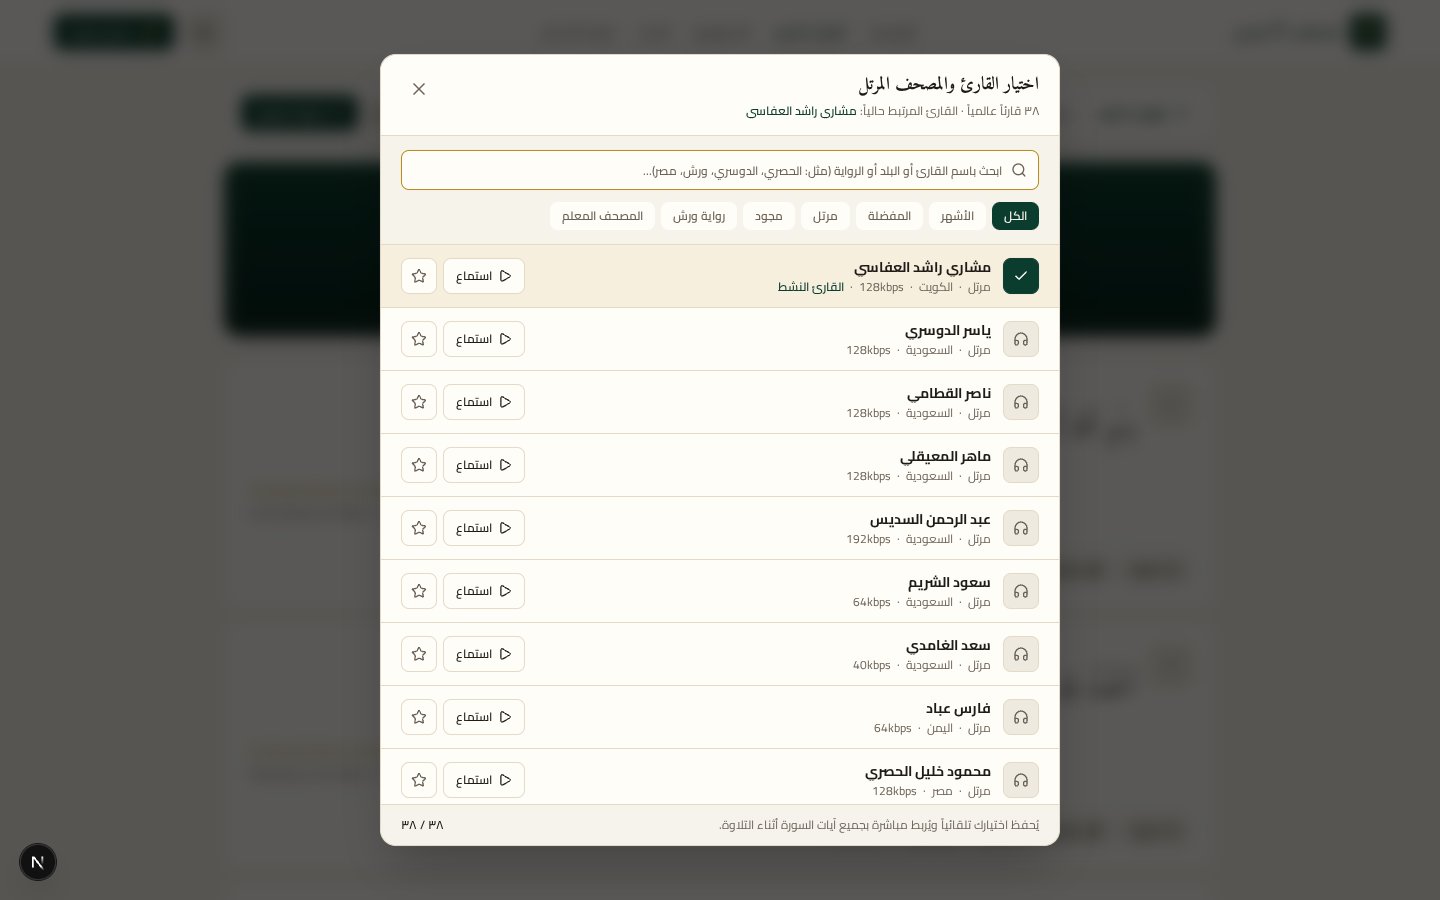 اختيار القارئ والمصحف المرتل
٣٨ قارئاً عالمياً · القارئ المرتبط حالياً: مشاري راشد العفاسي
ابحث باسم القارئ أو البلد أو الرواية (مثل: الحصري، الدوسري، ورش، مصر)...
الكل الأشهر المفضلة مرتل مجود رواية ورش المصحف المعلم
مشاري راشد العفاسي
مرتل · الكويت · 128kbps · القارئ النشط
استماع
ياسر الدوسري
مرتل · السعودية · 128kbps
استماع
ناصر القطامي
مرتل · السعودية · 128kbps
استماع
ماهر المعيقلي
مرتل · السعودية · 128kbps
استماع
عبد الرحمن السديس
مرتل · السعودية · 192kbps
استماع
سعود الشريم
مرتل · السعودية · 64kbps
استماع
سعد الغامدي
مرتل · السعودية · 40kbps
استماع
فارس عباد
مرتل · اليمن · 64kbps
استماع
محمود خليل الحصري
مرتل · مصر · 128kbps
استماع
يُحفظ اختيارك تلقائياً ويُربط مباشرة بجميع آيات السورة أثناء التلاوة.
٣٨ / ٣٨
N